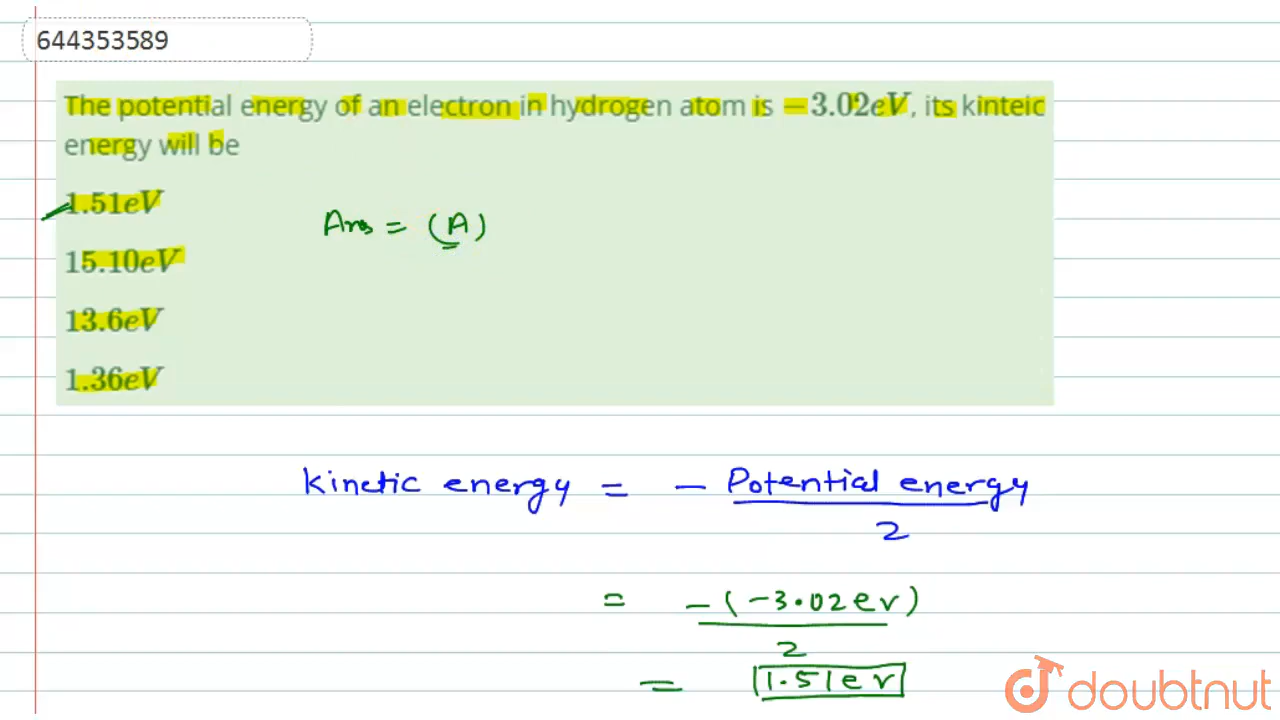 644353589
The potential energy of an electron in hydrogen atom is −3.02eV, its kinteic
energy will be
1.51eV
Ans = (A)
15.10eV
13.6eV
1.36eV
Kinetic energy = - Potential energy
2
= -(-3.02ev)
2
= 1.51ev
doubtnut